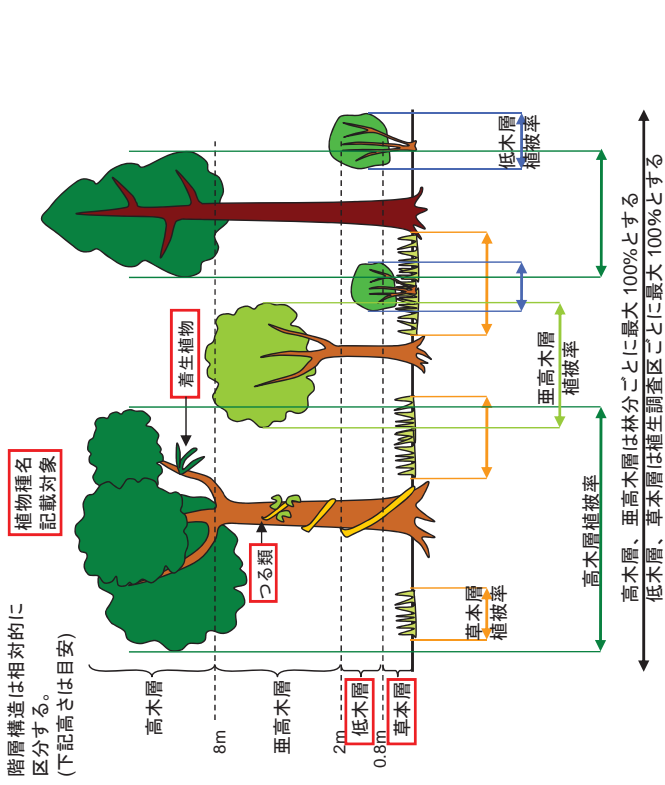 階層構造は相対的に
区分する。
(下記高さは目安)
植物種名
記載対象
着生植物
つる類
高木層
8m
亜高木層
2m
低木層
0.8m
草本層
草本層
植被率
高木層植被率
亜高木層
植被率
低木層
植被率
高木層、亜高木層は林分ごとに最大 100%とする
低木層、草本層は植生調査区ごとに最大 100%とする